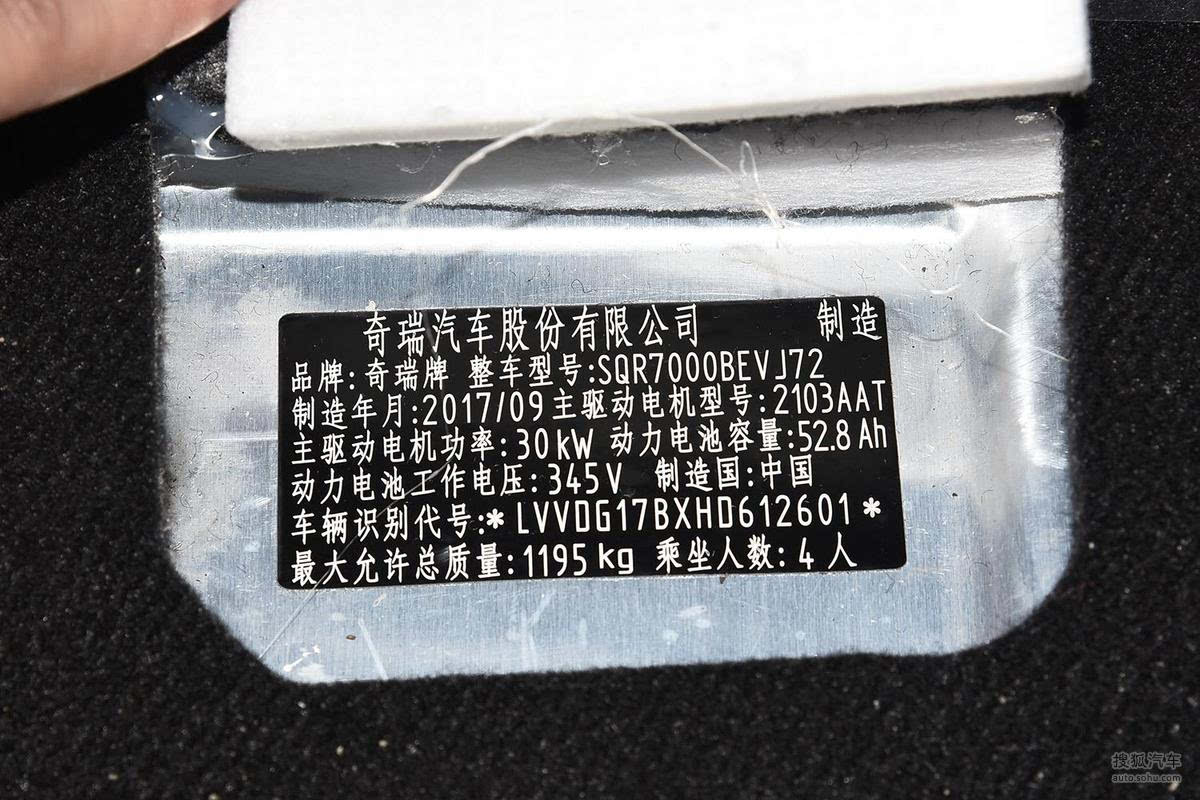 奇瑞汽车股份有限公司 制造
品牌:奇瑞牌 整车型号:SQR7000BEVJ72
制造年月:2017/09主驱动电机型号:2103AAT
主驱动电机功率:30kW 动力电池容量:52.8Ah
动力电池工作电压:345V 制造国:中国
车辆识别代号:*LVVDG17BXHD612601*
最大允许总质量:1195kg 乘坐人数:4人
搜狐汽车
auto.sohu.com